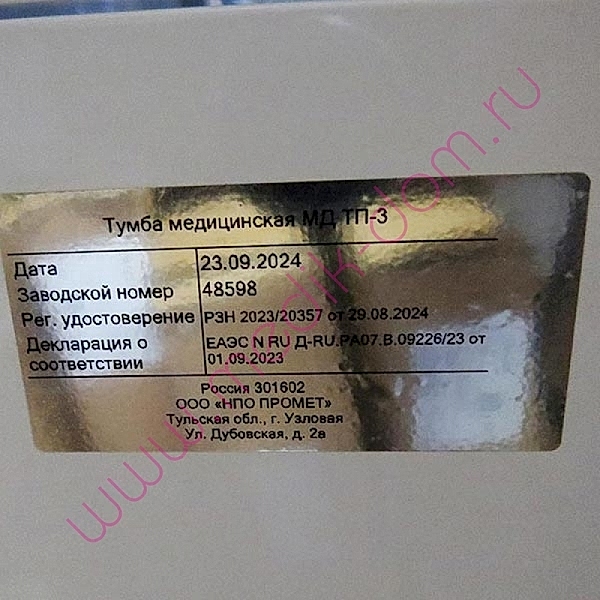 Тумба медицинская МД ТП-3
Дата 23.09.2024
Заводской номер 48598
Рег. удостоверение РЗН 2023/20357 от 29.08.2024
Декларация о соответствии ЕАЭС N RU Д-RU.РА07.В.09226/23 от
01.09.2023
Россия 301602
ООО «НПО ПРОМЕТ»
Тульская обл., г. Узловая
Ул. Дубовская, д. 2а
www.medik-dom.ru